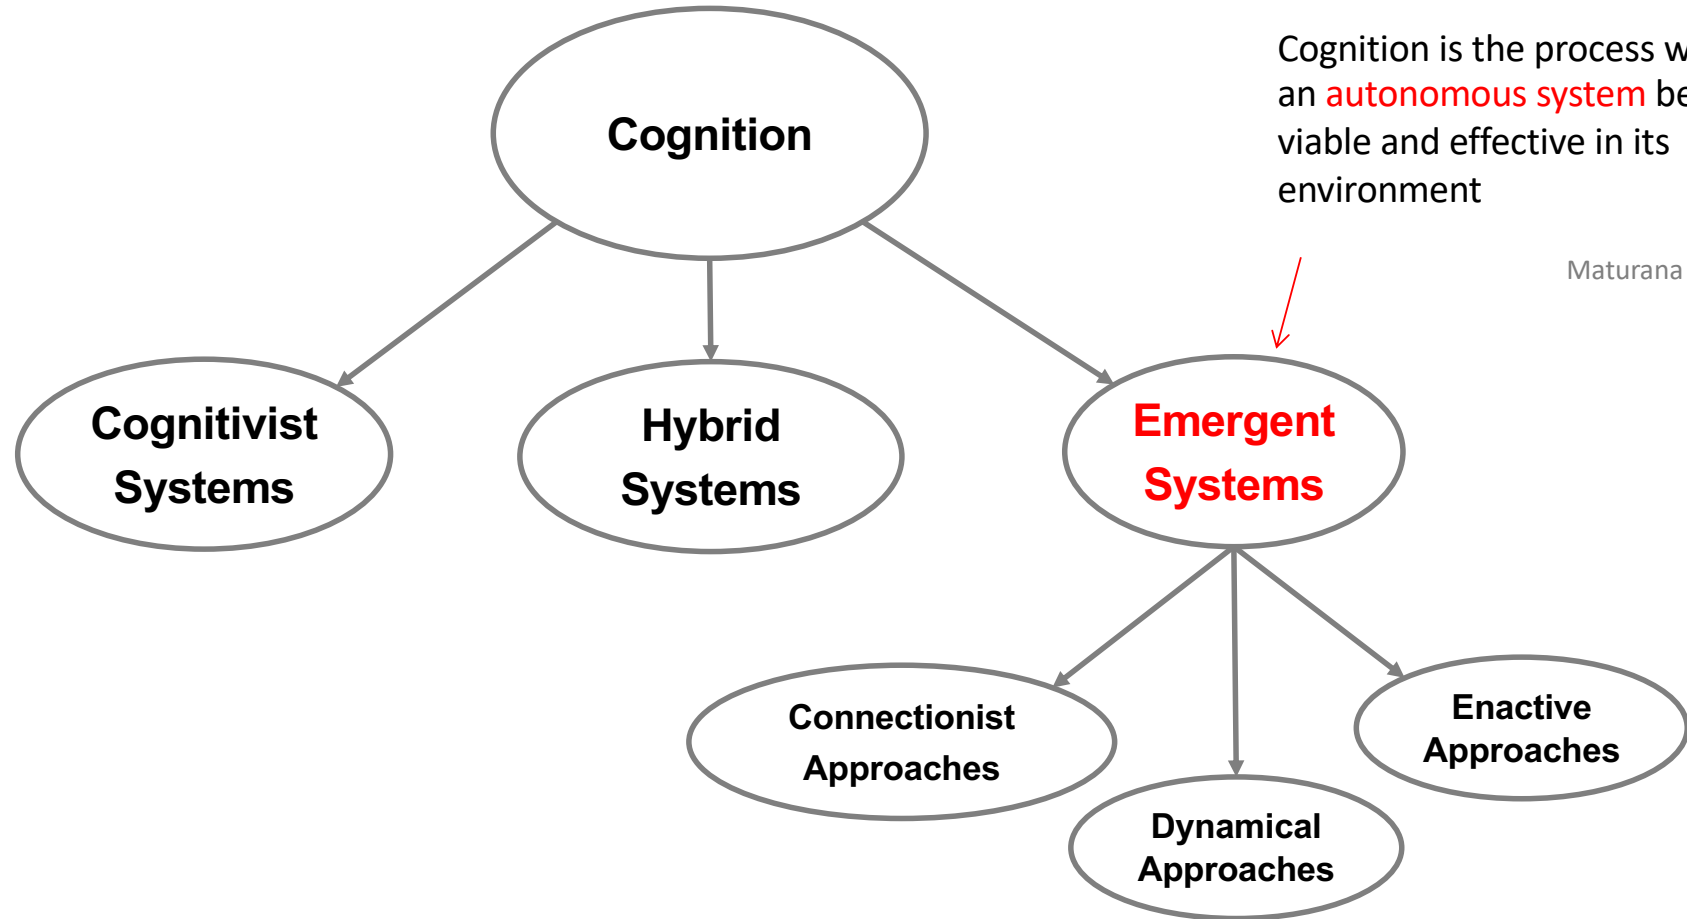 Cognition is the process w
an autonomous system be
viable and effective in its
environment
Maturana
Cognition
Cognitivist
Systems
Hybrid
Systems
Emergent
Systems
Connectionist
Approaches
Dynamical
Approaches
Enactive
Approaches